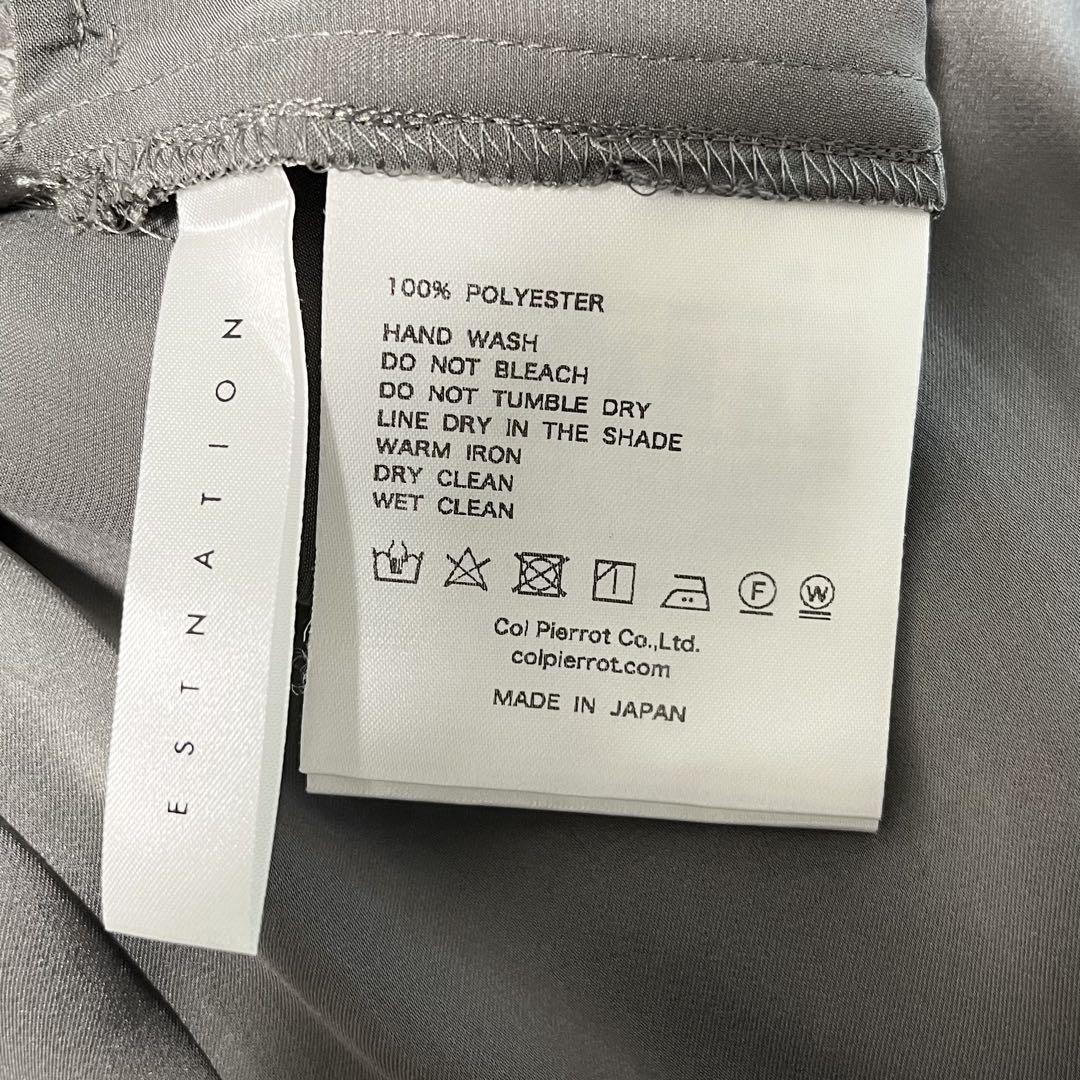 ESTNATION
100% POLYESTER
HAND WASH
DO NOT BLEACH
DO NOT TUMBLE DRY
LINE DRY IN THE SHADE
WARM IRON
DRY CLEAN
WET CLEAN
F W
Col Pierrot Co.,Ltd.
colpierrot.com
MADE IN JAPAN